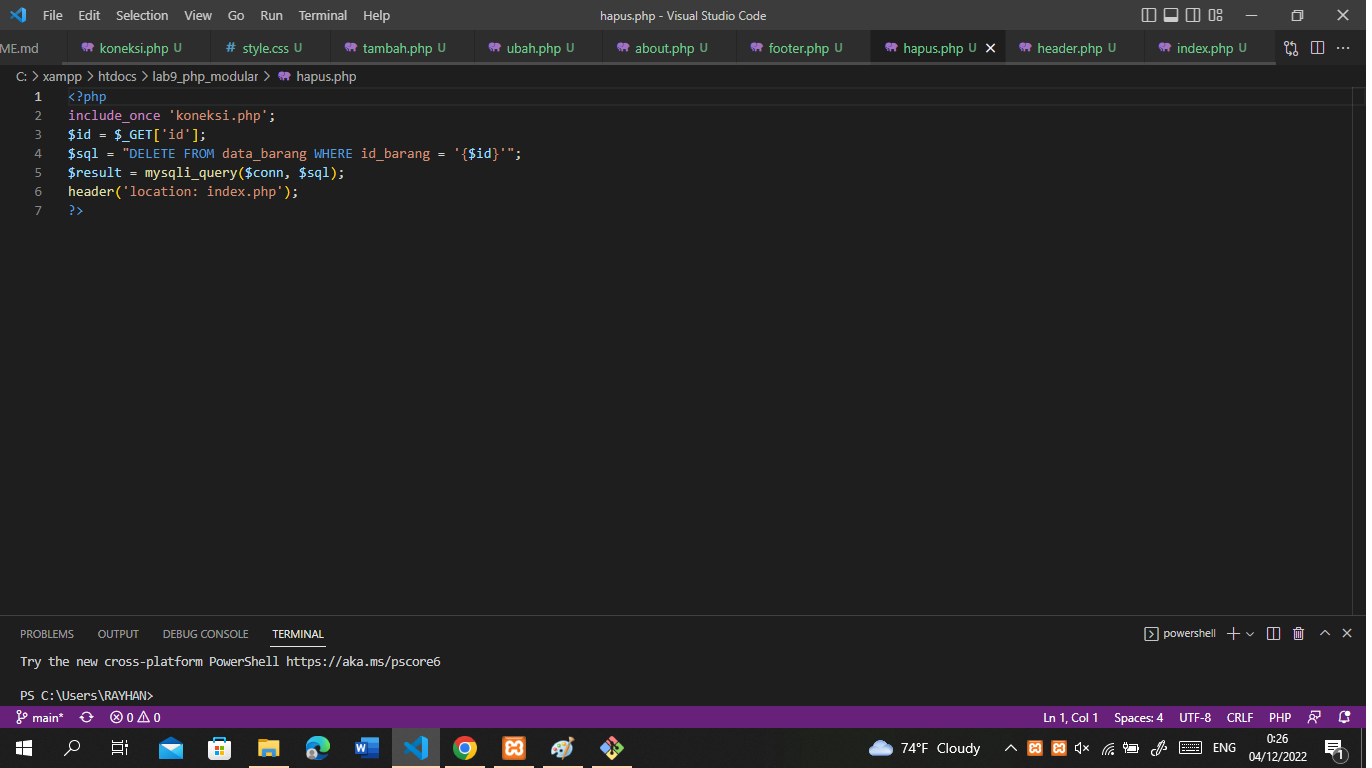 File Edit Selection View Go Run Terminal Help hapus.php - Visual Studio Code
ME.md koneksi.php U # style.css U tambah.php U ubah.php U about.php U footer.php U hapus.php U header.php U index.php U
C: > xampp > htdocs > lab9_php_modular > hapus.php
1 <?php
2 include_once 'koneksi.php';
3 $id = $_GET['id'];
4 $sql = "DELETE FROM data_barang WHERE id_barang = '{$id}'";
5 $result = mysqli_query($conn, $sql);
6 header('location: index.php');
7 ?>
PROBLEMS OUTPUT DEBUG CONSOLE TERMINAL powershell
Try the new cross-platform PowerShell https://aka.ms/pscore6
PS C:\Users\RAYHAN>
main* 0 0 Ln 1, Col 1 Spaces: 4 UTF-8 CRLF PHP
74°F Cloudy ENG 0:26
04/12/2022 1